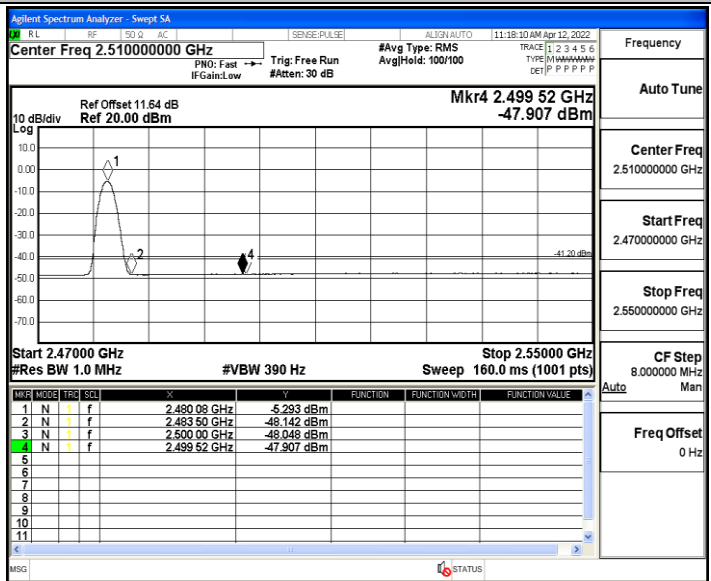 Agilent Spectrum Analyzer - Swept SA
LXI RL RF 50 Ω AC SENSE:PULSE ALIGN AUTO 11:18:10 AM Apr 12, 2022
Center Freq 2.510000000 GHz #Avg Type: RMS TRACE 1 2 3 4 5 6
PNO: Fast Trig: Free Run Avg|Hold: 100/100 TYPE M WWWWW
IFGain:Low #Atten: 30 dB DET P P P P P P
Frequency
Auto Tune
Center Freq
2.510000000 GHz
Start Freq
2.470000000 GHz
Stop Freq
2.550000000 GHz
CF Step
8.000000 MHz
Auto Man
Freq Offset
0 Hz
Mkr4 2.499 52 GHz
-47.907 dBm
Ref Offset 11.64 dB
10 dB/div Ref 20.00 dBm
Log
10.0
0.00
-10.0
-20.0
-30.0
-40.0
-50.0
-60.0
-70.0
1
2
4
-41.20 dBm
Start 2.47000 GHz Stop 2.55000 GHz
#Res BW 1.0 MHz #VBW 390 Hz Sweep 160.0 ms (1001 pts)
MKR MODE TRC SCL X Y FUNCTION FUNCTION WIDTH FUNCTION VALUE
1 N 1 f 2.480 08 GHz -5.293 dBm
2 N 1 f 2.483 50 GHz -48.142 dBm
3 N 1 f 2.500 00 GHz -48.048 dBm
4 N 1 f 2.499 52 GHz -47.907 dBm
5
6
7
8
9
10
11
MSG STATUS